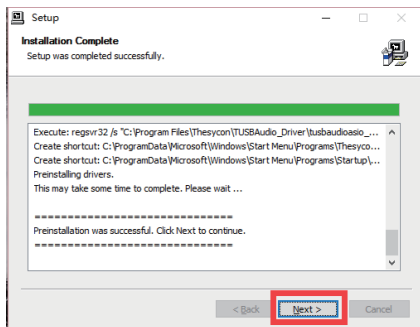 Setup
Installation Complete
Setup was completed successfully.
Execute: regsvr32 /s "C:\Program Files\Thesycon\TUSBAudio_Driver\tusbaudioasio_...
Create shortcut: C:\ProgramData\Microsoft\Windows\Start Menu\Programs\Thesyco...
Create shortcut: C:\ProgramData\Microsoft\Windows\Start Menu\Programs\Startup\...
Preinstalling drivers.
This may take some time to complete. Please wait ...
==============================
Preinstallation was successful. Click Next to continue.
==============================
< Back
Next >
Cancel